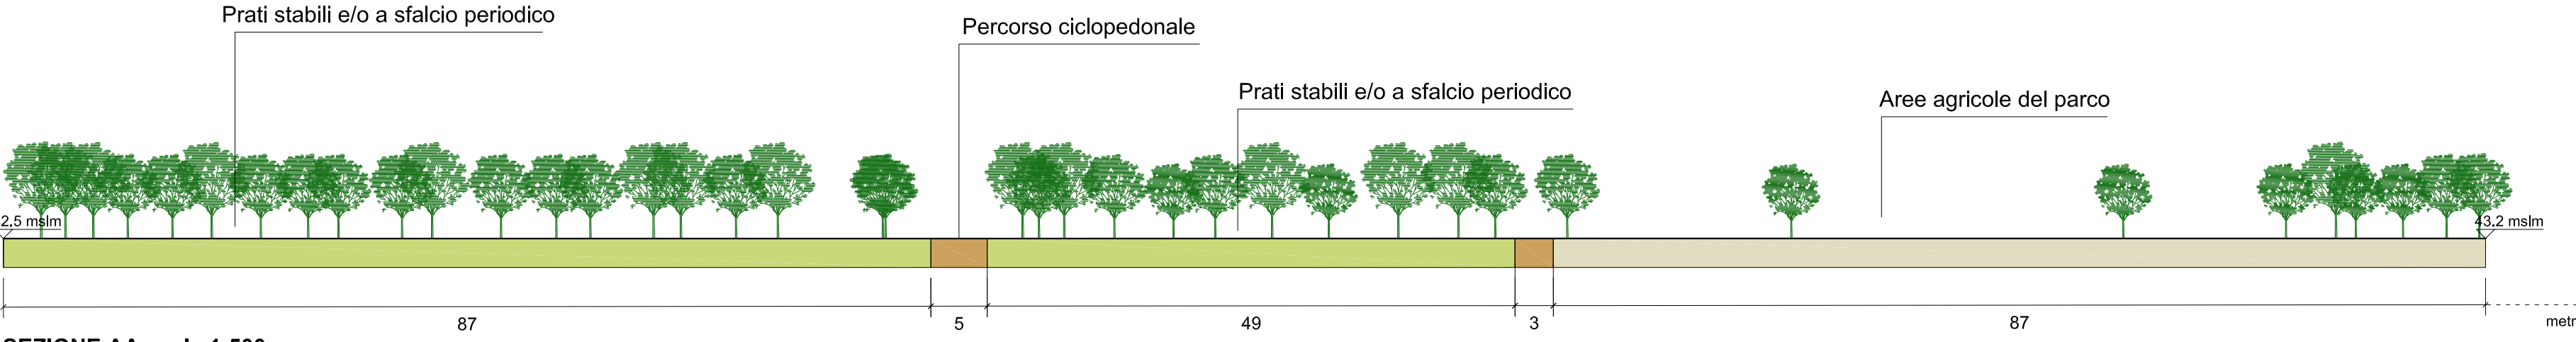 Prati stabili e/o a sfalcio periodico
Percorso ciclopedonale
Prati stabili e/o a sfalcio periodico
Aree agricole del parco
2.5 mslm
43.2 mslm
87
5
49
3
87
metr